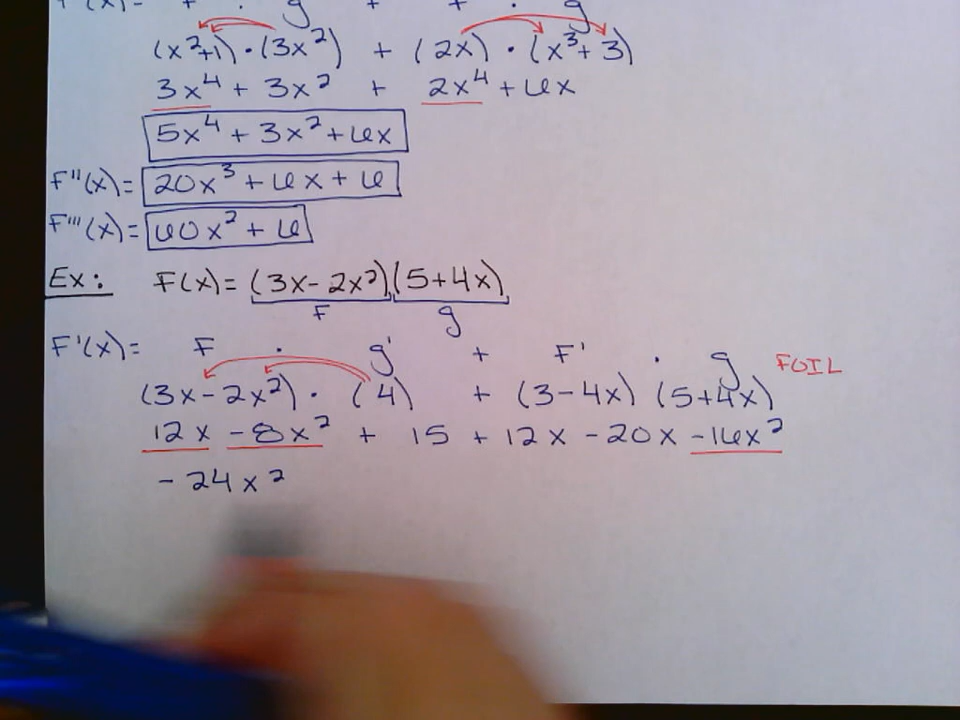 (x²+1) · (3x²) + (2x) · (x³+3)
3x⁴ + 3x² + 2x⁴ + 6x
5x⁴ + 3x² + 6x
F''(x)= 20x³ + 6x + 6
F'''(x)= 60x² + 6
Ex: F(x)= (3x-2x²)(5+4x)
F g
F'(x)= F · g' + F' · g FOIL
(3x-2x²) · (4) + (3-4x) (5+4x)
12x -8x² + 15 + 12x -20x -16x²
-24x²